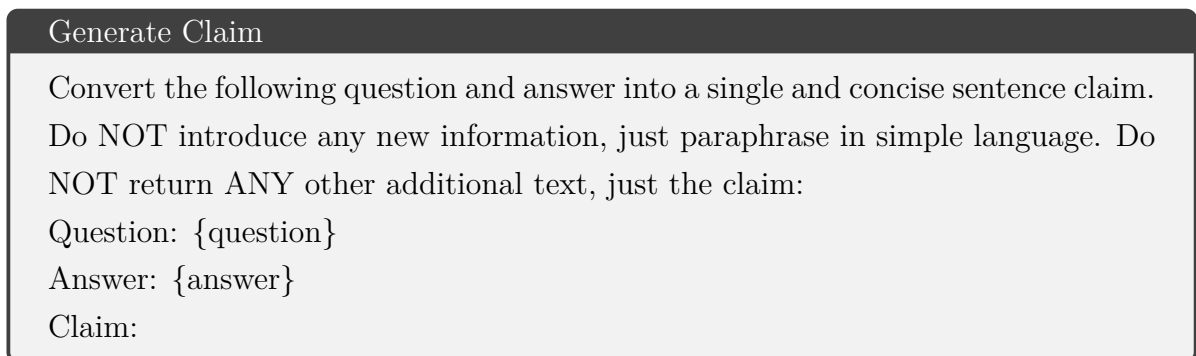 Generate Claim
Convert the following question and answer into a single and concise sentence claim.
Do NOT introduce any new information, just paraphrase in simple language. Do
NOT return ANY other additional text, just the claim:
Question: {question}
Answer: {answer}
Claim: